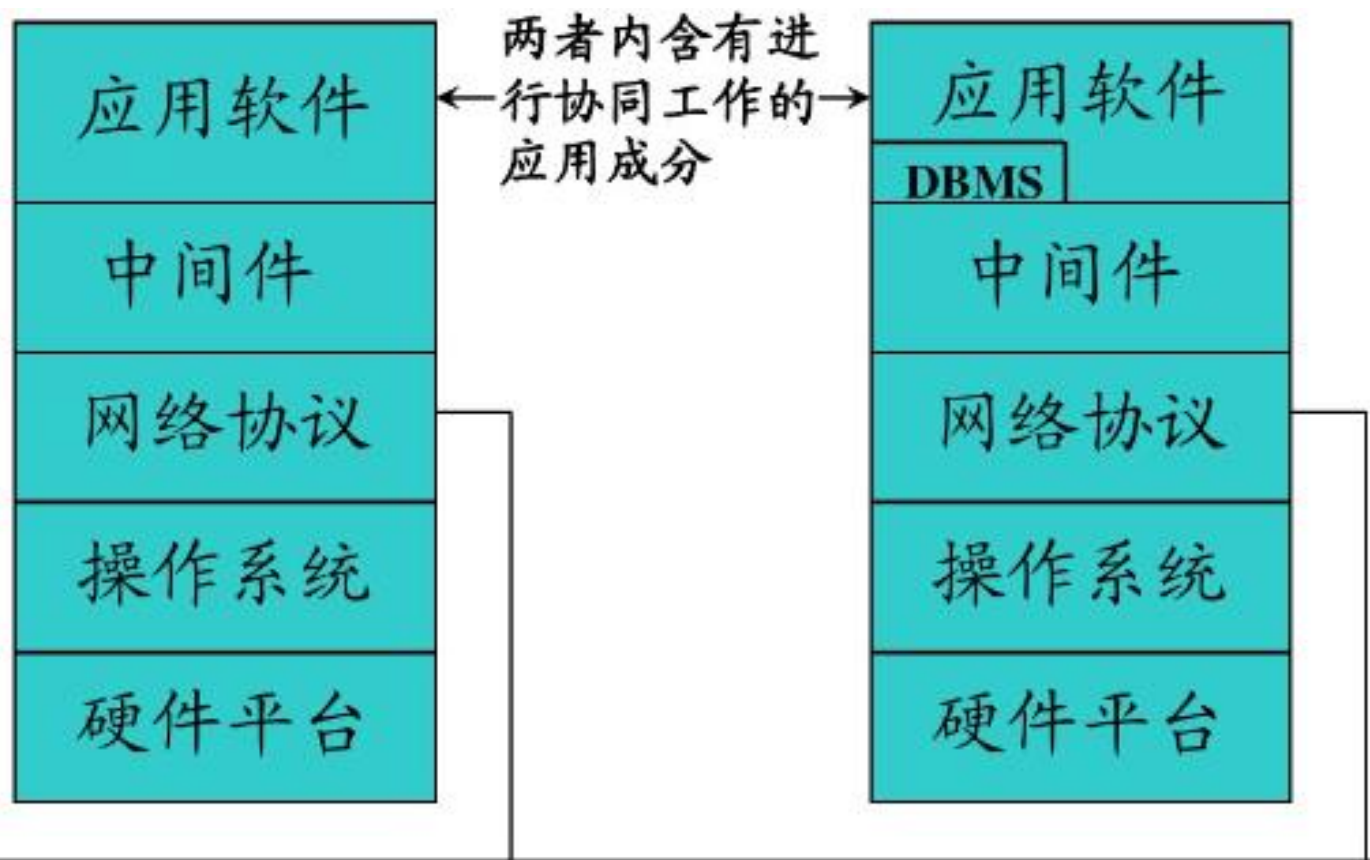 应用软件
中间件
网络协议
操作系统
硬件平台
两者内含有进
行协同工作的
应用成分
应用软件
DBMS
中间件
网络协议
操作系统
硬件平台